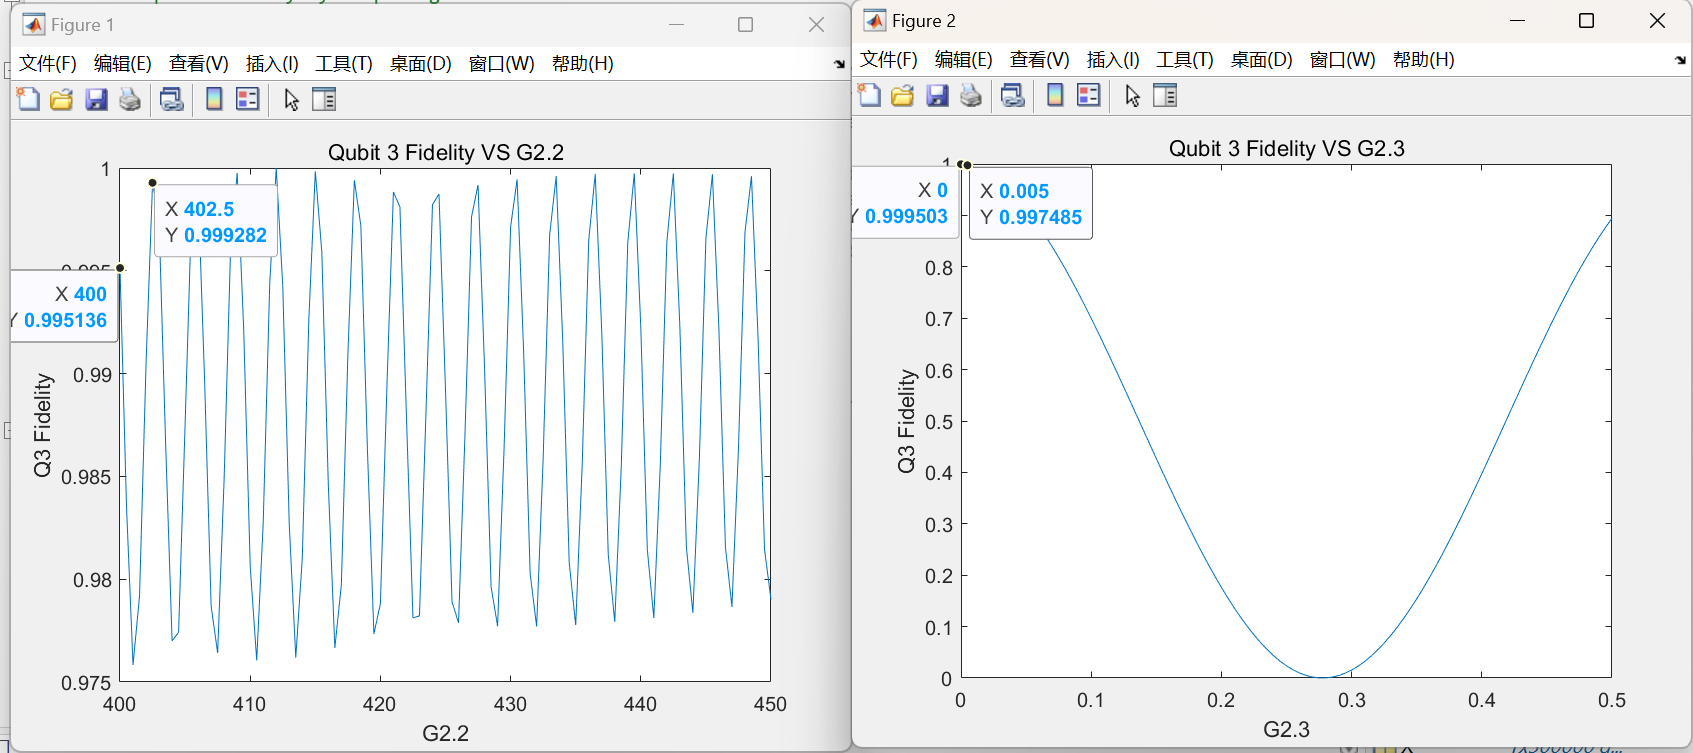 Figure 1
文件(F) 编辑(E) 查看(V) 插入(I) 工具(T) 桌面(D) 窗口(W) 帮助(H)
Qubit 3 Fidelity VS G2.2
1
X 402.5
Y 0.999282
0.995
X 400
Y 0.995136
0.99
Q3 Fidelity
0.985
0.98
0.975
400 410 420 430 440 450
G2.2
Figure 2
文件(F) 编辑(E) 查看(V) 插入(I) 工具(T) 桌面(D) 窗口(W) 帮助(H)
Qubit 3 Fidelity VS G2.3
1
X 0
Y 0.999503
X 0.005
Y 0.997485
0.8
0.7
0.6
Q3 Fidelity
0.5
0.4
0.3
0.2
0.1
0
0 0.1 0.2 0.3 0.4 0.5
G2.3